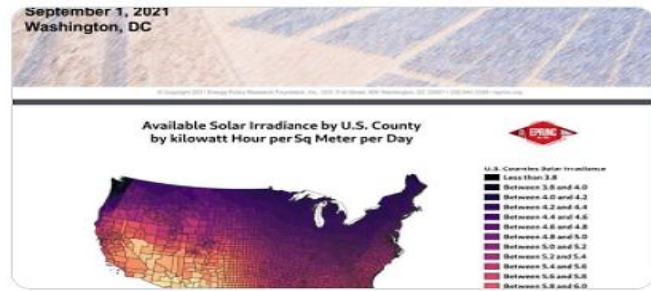 September 1, 2021
Washington, DC
Available Solar Irradiance by U.S. County
by kilowatt Hour per Sq Meter per Day
EPRINC
U.S. Counties Solar Irradiance
Less than 3.8
Between 3.8 and 4.0
Between 4.0 and 4.2
Between 4.2 and 4.4
Between 4.4 and 4.6
Between 4.6 and 4.8
Between 4.8 and 5.0
Between 5.0 and 5.2
Between 5.2 and 5.4
Between 5.4 and 5.6
Between 5.6 and 5.8
Between 5.8 and 6.0